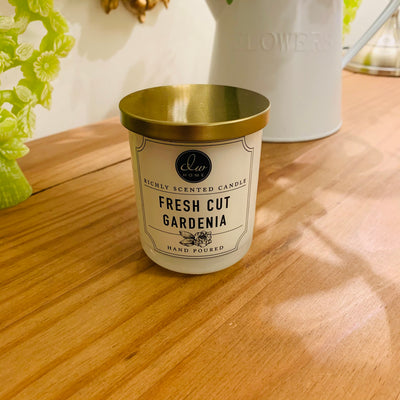 FLOWERS
dw
HOME
RICHLY SCENTED CANDLE
FRESH CUT
GARDENIA
HAND POURED